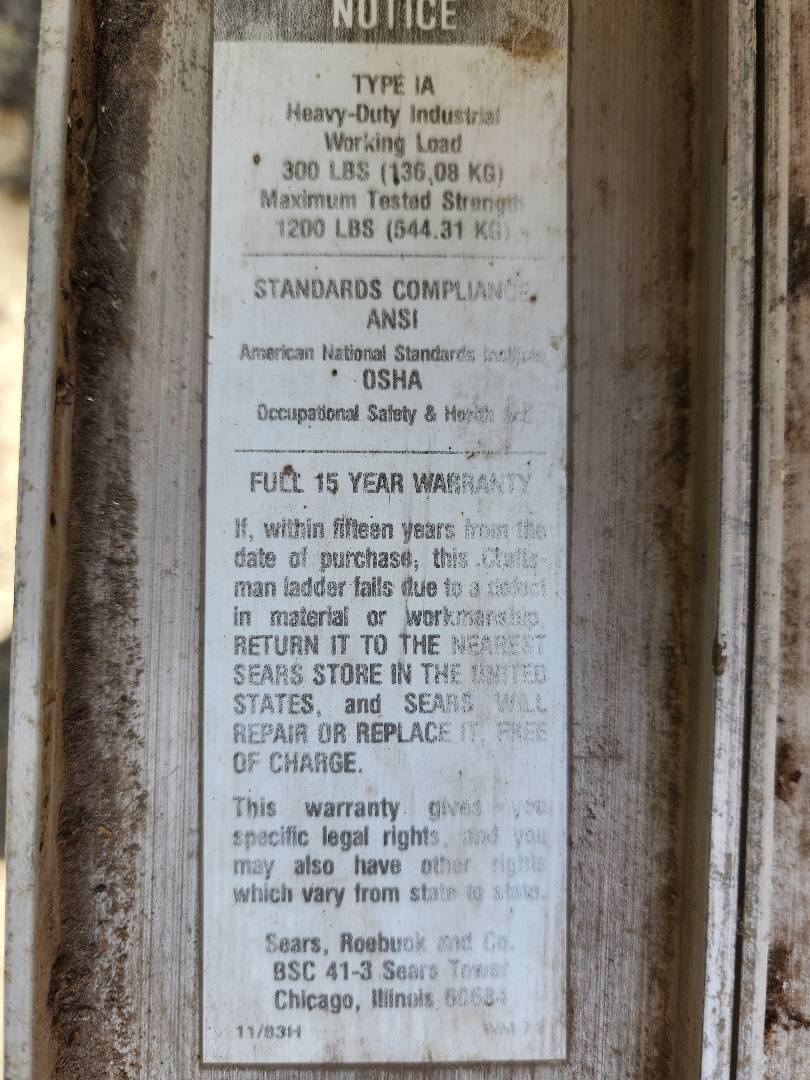 NOTICE
TYPE IA
Heavy-Duty Industrial
Working Load
300 LBS (136,08 KG)
Maximum Tested Strength
1200 LBS (544.31 KG)
STANDARDS COMPLIANCE
ANSI
American National Standards Institute
OSHA
Occupational Safety & Health Act
FULL 15 YEAR WARRANTY
If, within fifteen years from the
date of purchase, this Crafts-
man ladder fails due to a defect
in material or workmanship,
RETURN IT TO THE NEAREST
SEARS STORE IN THE UNITED
STATES, and SEARS WILL
REPAIR OR REPLACE IT, FREE
OF CHARGE.
This warranty gives you
specific legal rights, and you
may also have other rights
which vary from state to state.
Sears, Roebuck and Co.
BSC 41-3 Sears Tower
Chicago, Illinois 60684
11/83H